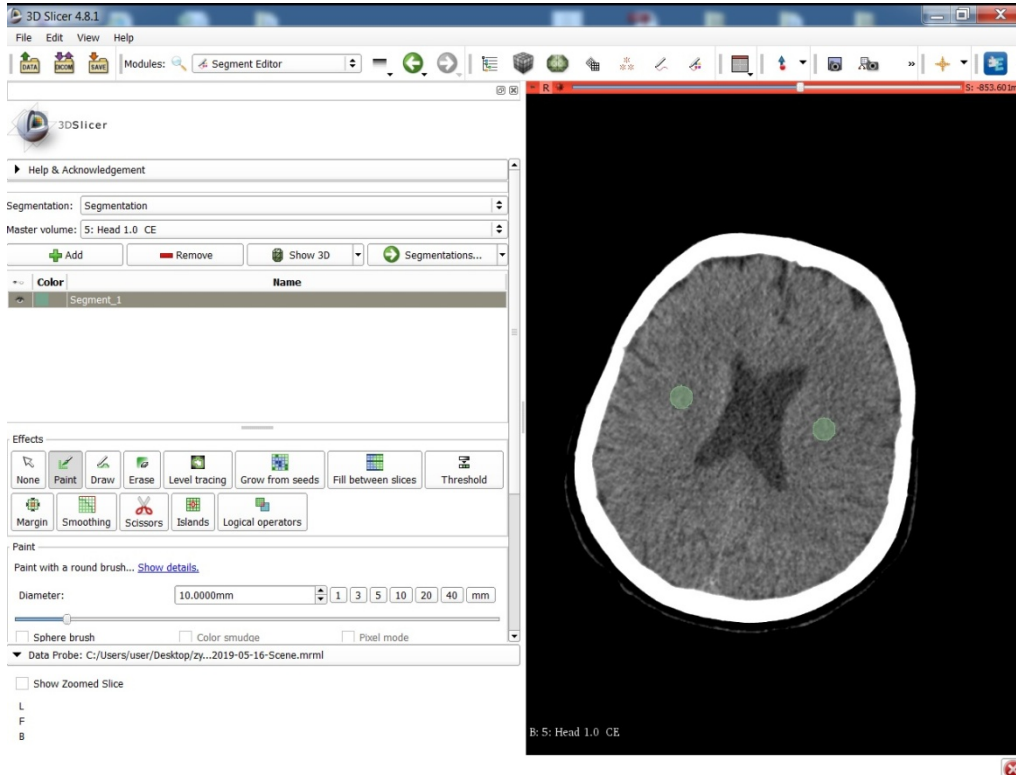 3D Slicer 4.8.1
File Edit View Help
DATA DICOM SAVE Modules: Segment Editor »
R S: -853.601m
3DSlicer
Help & Acknowledgement
Segmentation: Segmentation
Master volume: 5: Head 1.0 CE
Add Remove Show 3D Segmentations...
Color Name
Segment_1
Effects
None Paint Draw Erase Level tracing Grow from seeds Fill between slices Threshold
Margin Smoothing Scissors Islands Logical operators
Paint
Paint with a round brush... Show details.
Diameter: 10.0000mm 1 3 5 10 20 40 mm
Sphere brush Color smudge Pixel mode
Data Probe: C:/Users/user/Desktop/zy...2019-05-16-Scene.mrml
Show Zoomed Slice
L
F
B
B: 5: Head 1.0 CE